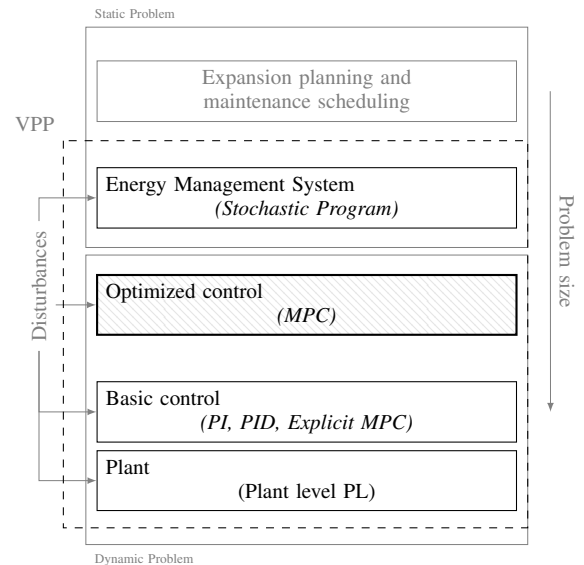 Static Problem
Expansion planning and
maintenance scheduling
VPP
Energy Management System
(Stochastic Program)
Disturbances
Problem size
Optimized control
(MPC)
Basic control
(PI, PID, Explicit MPC)
Plant
(Plant level PL)
Dynamic Problem